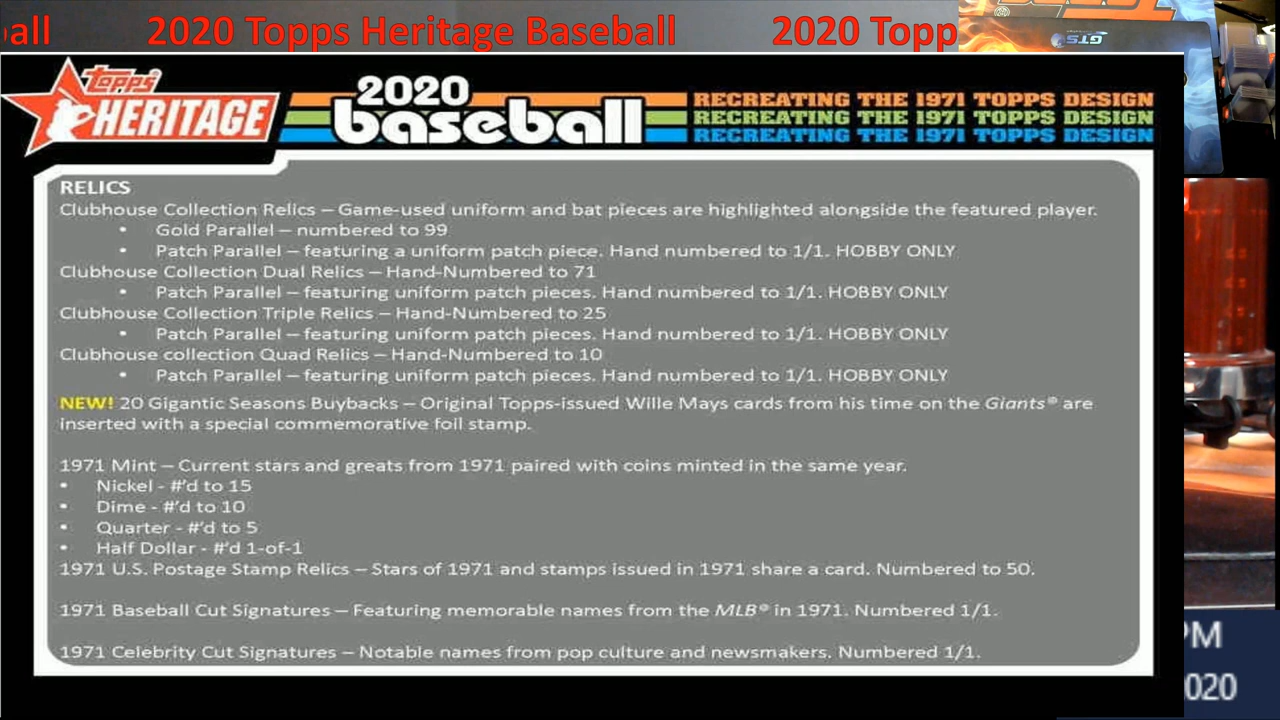 all 2020 Topps Heritage Baseball 2020 Topp
GTS
topps
HERITAGE
2020
baseball
RECREATING THE 1971 TOPPS DESIGN
RECREATING THE 1971 TOPPS DESIGN
RECREATING THE 1971 TOPPS DESIGN
RELICS
Clubhouse Collection Relics – Game-used uniform and bat pieces are highlighted alongside the featured player.
• Gold Parallel – numbered to 99
• Patch Parallel – featuring a uniform patch piece. Hand numbered to 1/1. HOBBY ONLY
Clubhouse Collection Dual Relics – Hand-Numbered to 71
• Patch Parallel – featuring uniform patch pieces. Hand numbered to 1/1. HOBBY ONLY
Clubhouse Collection Triple Relics – Hand-Numbered to 25
• Patch Parallel – featuring uniform patch pieces. Hand numbered to 1/1. HOBBY ONLY
Clubhouse collection Quad Relics – Hand-Numbered to 10
• Patch Parallel – featuring uniform patch pieces. Hand numbered to 1/1. HOBBY ONLY
NEW! 20 Gigantic Seasons Buybacks – Original Topps-issued Wille Mays cards from his time on the Giants® are
inserted with a special commemorative foil stamp.
1971 Mint – Current stars and greats from 1971 paired with coins minted in the same year.
• Nickel - #'d to 15
• Dime - #'d to 10
• Quarter - #'d to 5
• Half Dollar - #'d 1-of-1
1971 U.S. Postage Stamp Relics – Stars of 1971 and stamps issued in 1971 share a card. Numbered to 50.
1971 Baseball Cut Signatures – Featuring memorable names from the MLB® in 1971. Numbered 1/1.
1971 Celebrity Cut Signatures – Notable names from pop culture and newsmakers. Numbered 1/1.
PM
020